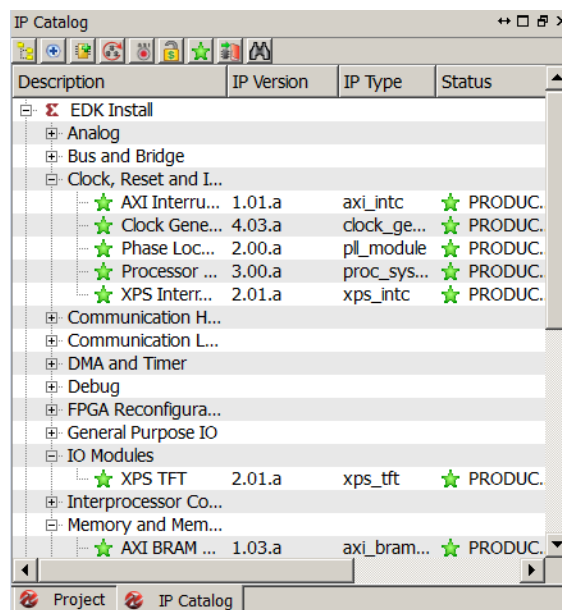 IP Catalog
Description IP Version IP Type Status
EDK Install
Analog
Bus and Bridge
Clock, Reset and I...
AXI Interru... 1.01.a axi_intc PRODUC...
Clock Gene... 4.03.a clock_ge... PRODUC...
Phase Loc... 2.00.a pll_module PRODUC...
Processor ... 3.00.a proc_sys... PRODUC...
XPS Interr... 2.01.a xps_intc PRODUC...
Communication H...
Communication L...
DMA and Timer
Debug
FPGA Reconfigura...
General Purpose IO
IO Modules
XPS TFT 2.01.a xps_tft PRODUC...
Interprocessor Co...
Memory and Mem...
AXI BRAM ... 1.03.a axi_bram... PRODUC...
Project IP Catalog